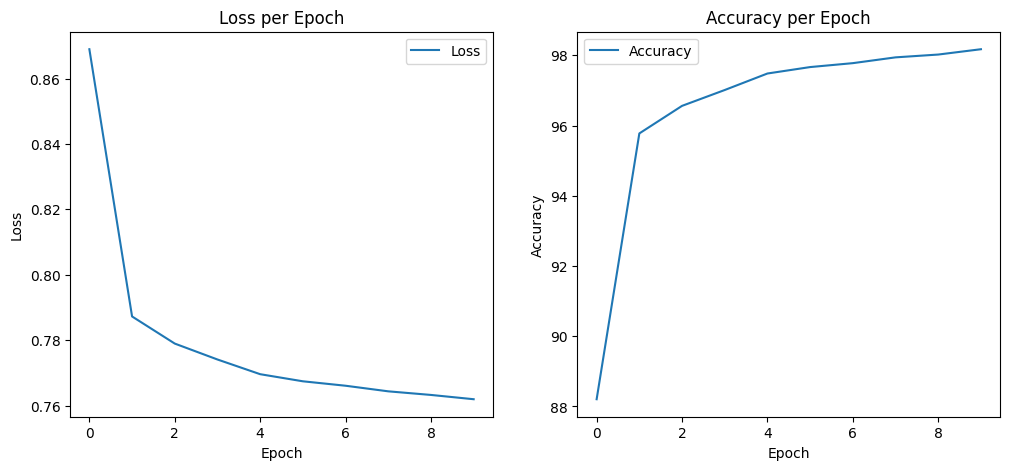 Loss per Epoch
Loss
0.86
0.84
0.82
0.80
0.78
0.76
Loss
0 2 4 6 8
Epoch
Accuracy per Epoch
Accuracy
98
96
94
92
90
88
Accuracy
0 2 4 6 8
Epoch